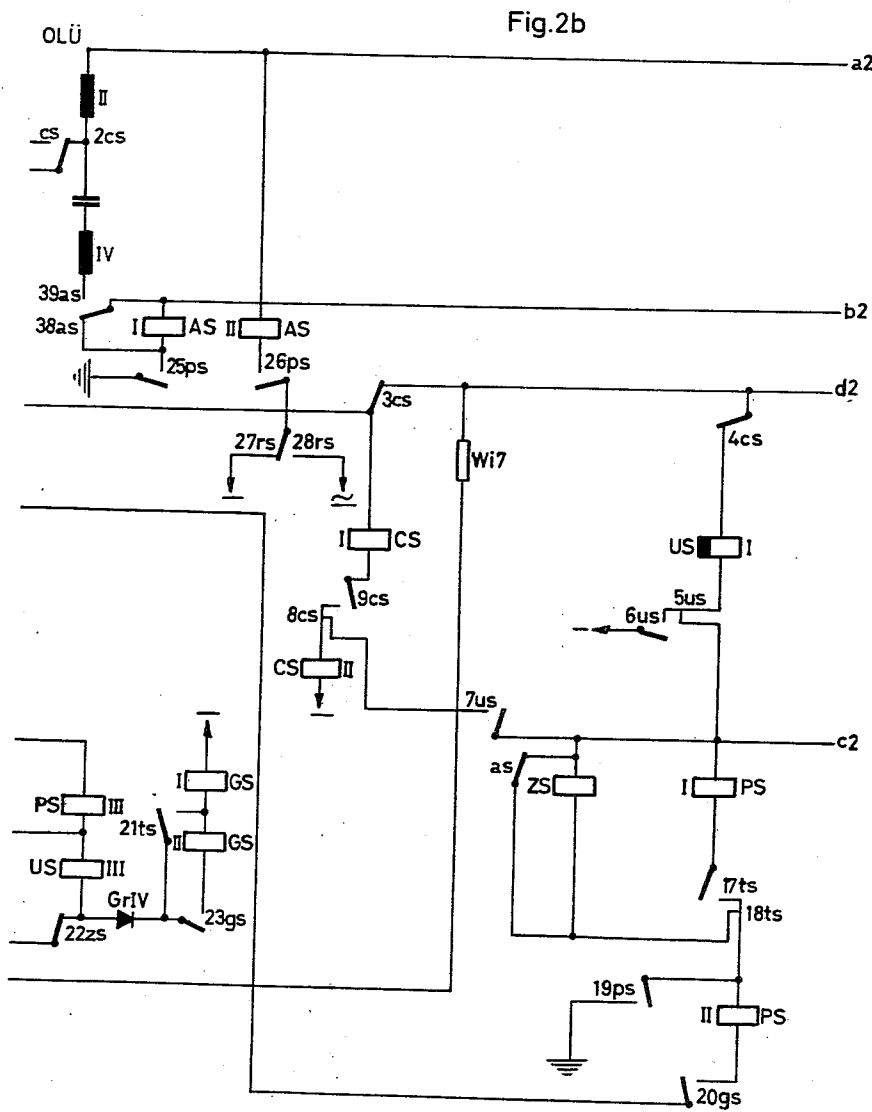 Fig.2b
OLÜ
a2
II
cs
2cs
IV
39as
38as
b2
I AS
II AS
25ps
26ps
3cs
d2
4cs
27rs
28rs
Wi7
I CS
US I
9cs
8cs
5us
6us
CS II
7us
c2
as
ZS
I PS
I GS
PS III
21ts
II GS
US III
GrIV
17ts
18ts
22zs
23gs
19ps
II PS
20gs